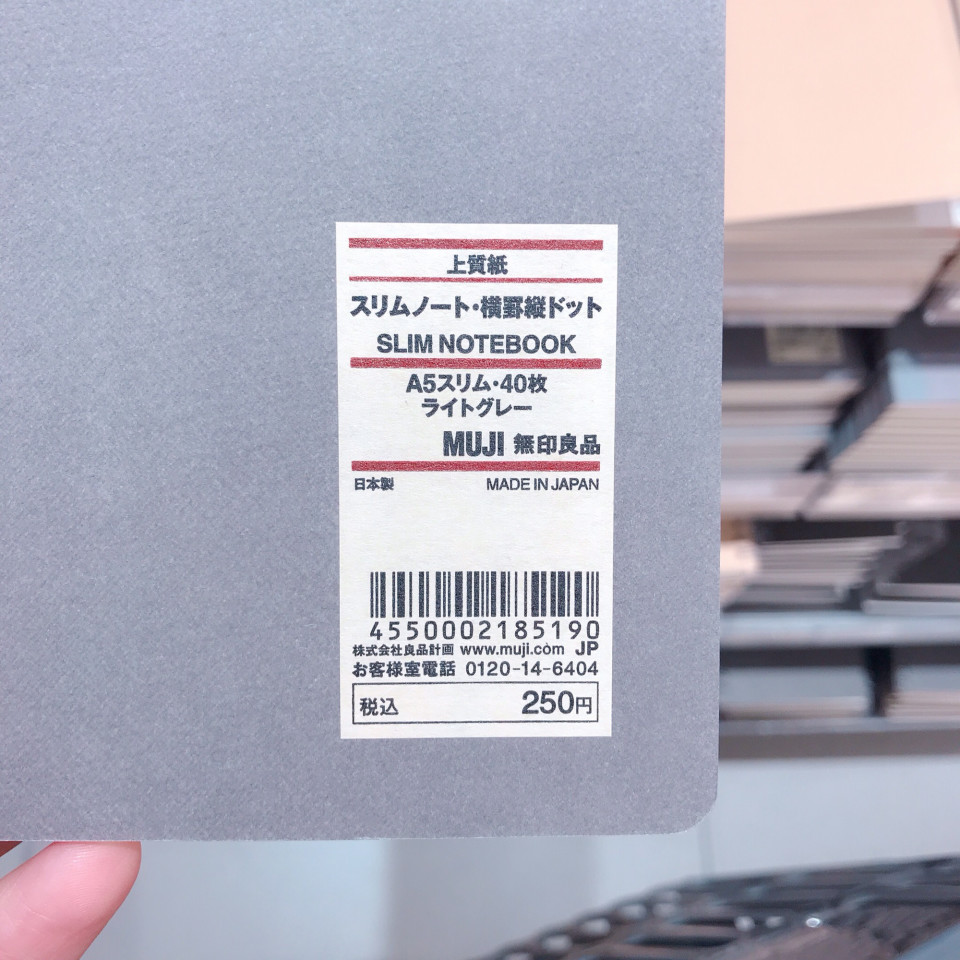 上質紙
スリムノート・横罫縦ドット
SLIM NOTEBOOK
A5スリム・40枚
ライトグレー
MUJI 無印良品
日本製 MADE IN JAPAN
4550002185190
株式会社良品計画 www.muji.com JP
お客様室電話 0120-14-6404
税込 250円